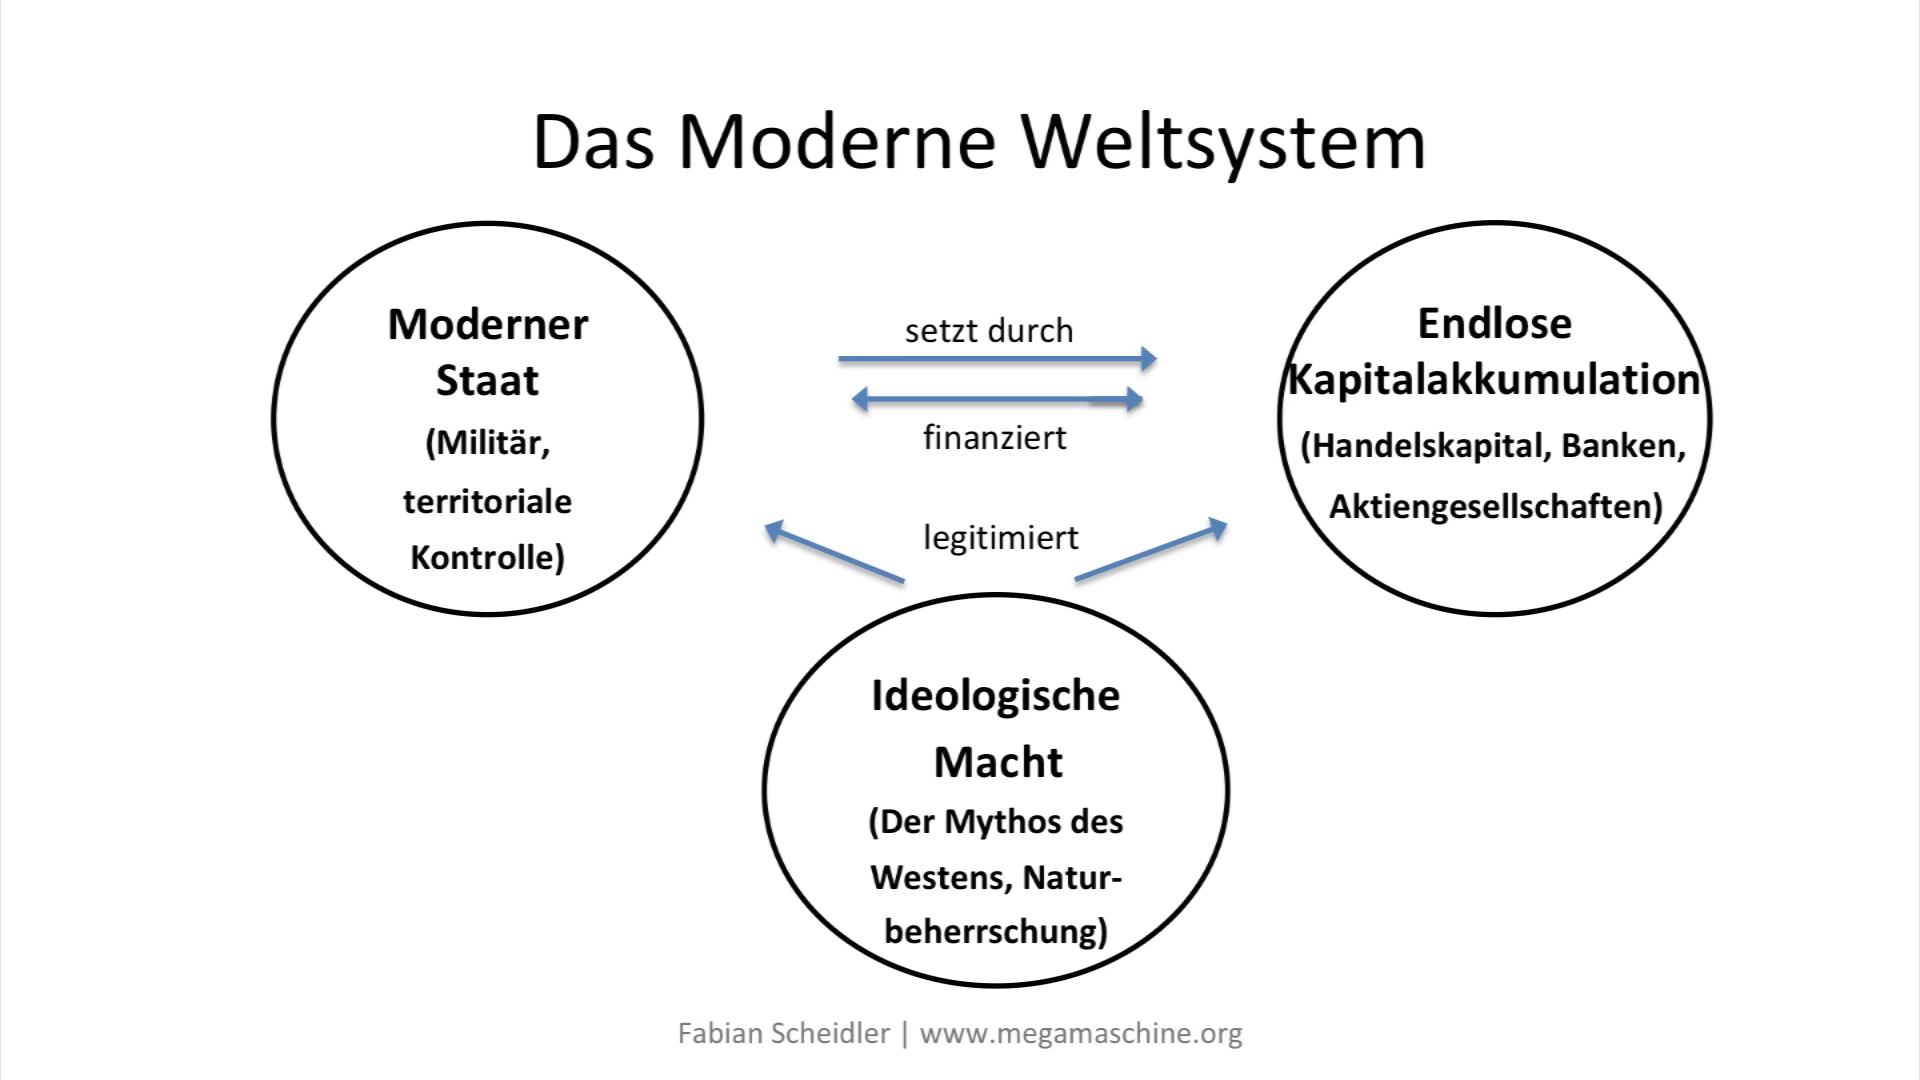 Das Moderne Weltsystem
Moderner
Staat
(Militär,
territoriale
Kontrolle)
setzt durch
finanziert
legitimiert
Endlose
Kapitalakkumulation
(Handelskapital, Banken,
Aktiengesellschaften)
Ideologische
Macht
(Der Mythos des
Westens, Natur-
beherrschung)
Fabian Scheidler | www.megamaschine.org